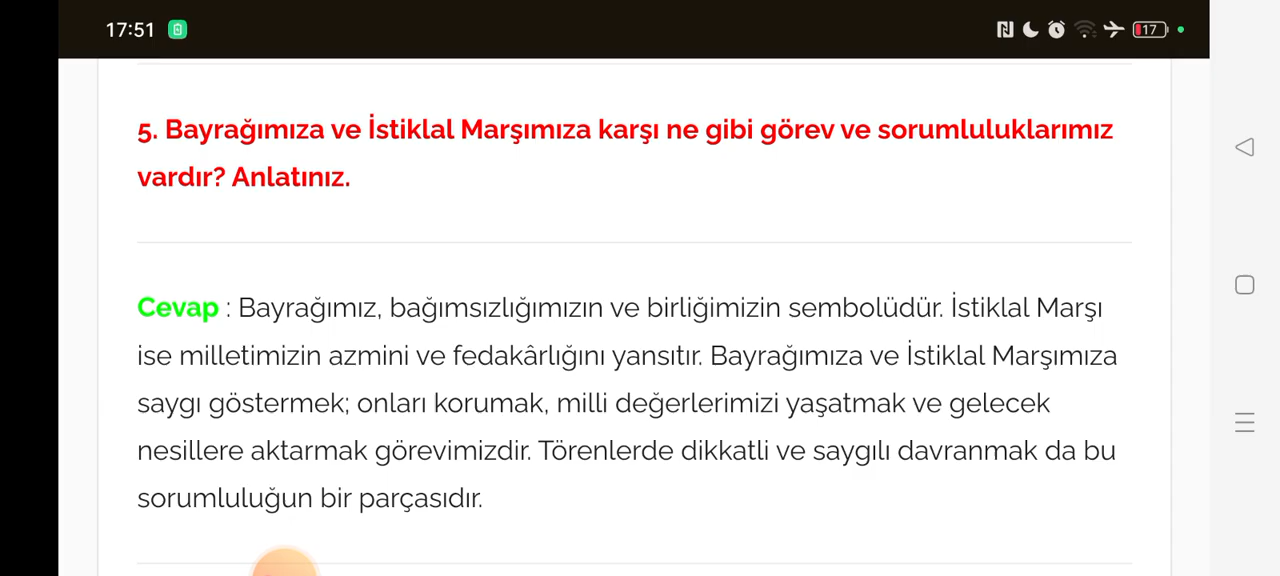 17:51
17
5. Bayrağımıza ve İstiklal Marşımıza karşı ne gibi görev ve sorumluluklarımız
vardır? Anlatınız.
Cevap : Bayrağımız, bağımsızlığımızın ve birliğimizin sembolüdür. İstiklal Marşı
ise milletimizin azmini ve fedakârlığını yansıtır. Bayrağımıza ve İstiklal Marşımıza
saygı göstermek; onları korumak, milli değerlerimizi yaşatmak ve gelecek
nesillere aktarmak görevimizdir. Törenlerde dikkatli ve saygılı davranmak da bu
sorumluluğun bir parçasıdır.